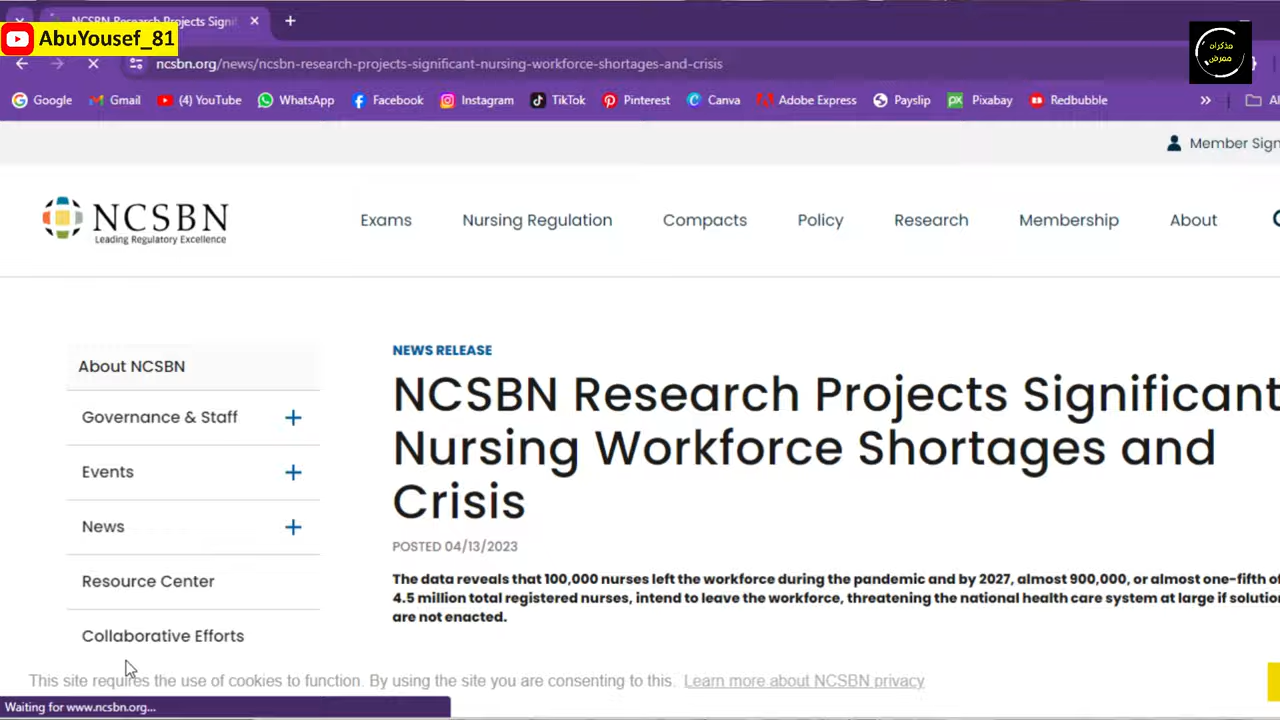 NCSBN Research Projects Signi
AbuYousef_81
مذكرات
ممرض
ncsbn.org/news/ncsbn-research-projects-significant-nursing-workforce-shortages-and-crisis
Google Gmail (4) YouTube WhatsApp Facebook Instagram TikTok Pinterest Canva Adobe Express Payslip Pixabay Redbubble » Al
Member Sign
NCSBN
Leading Regulatory Excellence
Exams Nursing Regulation Compacts Policy Research Membership About
About NCSBN
Governance & Staff +
Events +
News +
Resource Center
Collaborative Efforts
NEWS RELEASE
NCSBN Research Projects Significant
Nursing Workforce Shortages and
Crisis
POSTED 04/13/2023
The data reveals that 100,000 nurses left the workforce during the pandemic and by 2027, almost 900,000, or almost one-fifth of
4.5 million total registered nurses, intend to leave the workforce, threatening the national health care system at large if solution
are not enacted.
This site requires the use of cookies to function. By using the site you are consenting to this. Learn more about NCSBN privacy
Waiting for www.ncsbn.org...